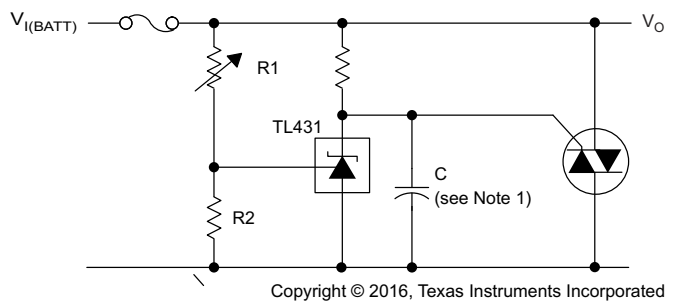 V_I(BATT)
V_O
R1
TL431
C
(see Note 1)
R2
Copyright © 2016, Texas Instruments Incorporated